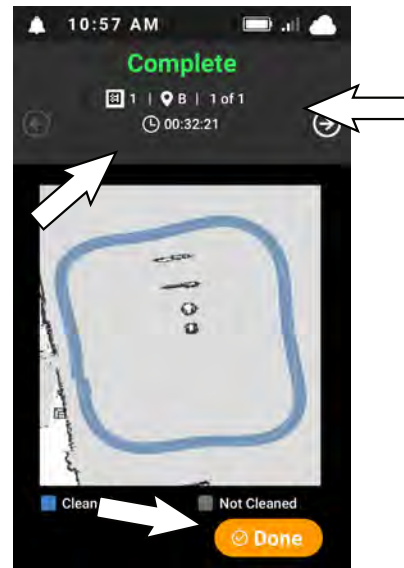 10:57 AM
Complete
1 | B | 1 of 1
00:32:21
Clean
Not Cleaned
Done